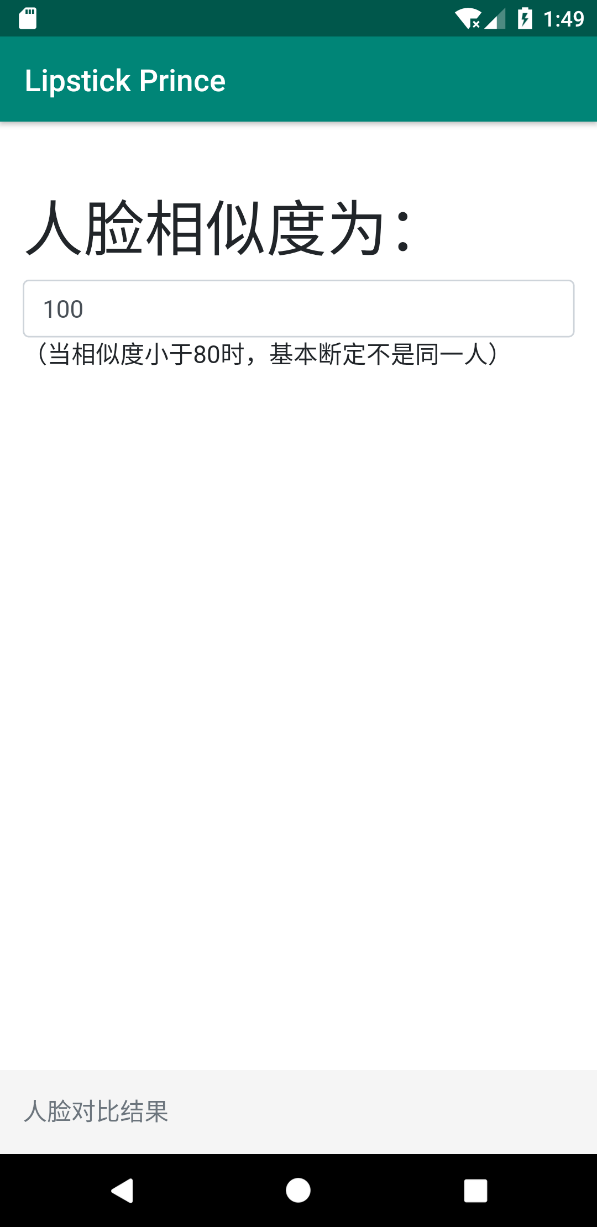 1:49
Lipstick Prince
人脸相似度为：
100
（当相似度小于80时，基本断定不是同一人）
人脸对比结果